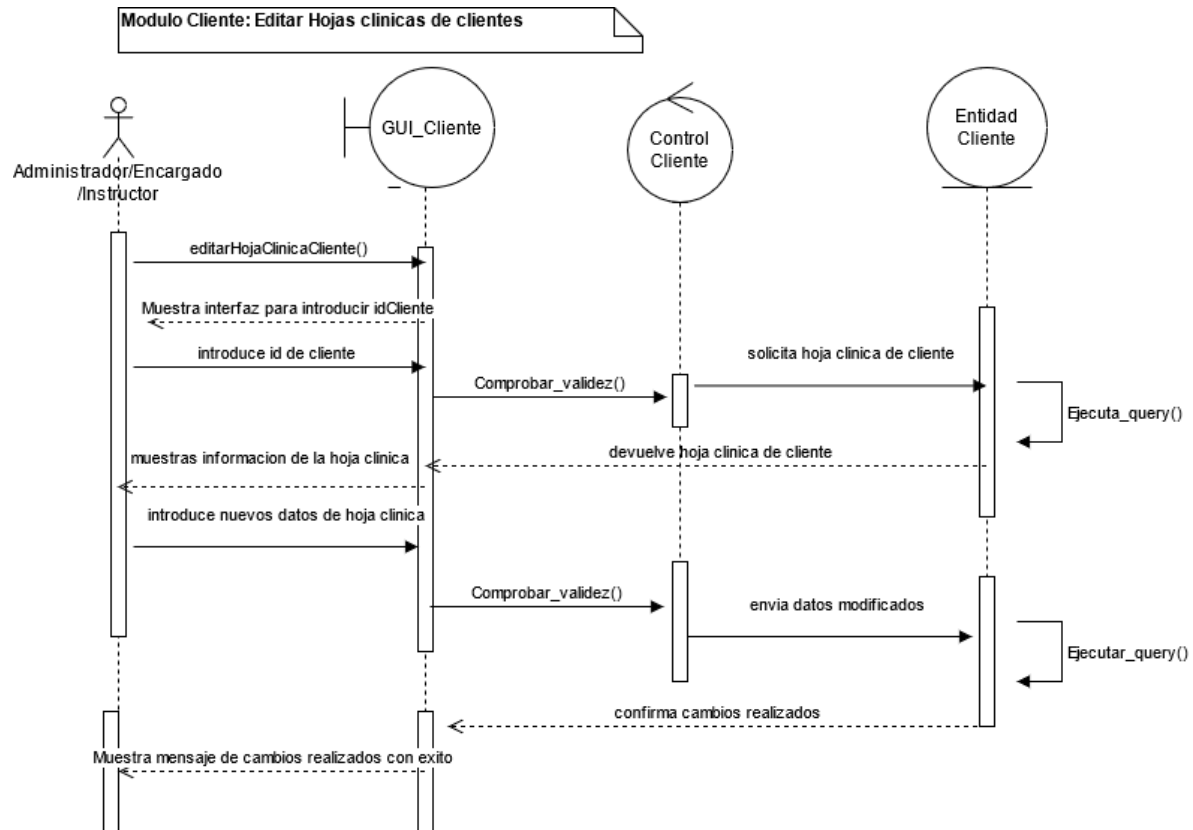 Modulo Cliente: Editar Hojas clinicas de clientes
Administrador/Encargado
/Instructor
GUI_Cliente
Control
Cliente
Entidad
Cliente
editarHojaClinicaCliente()
Muestra interfaz para introducir idCliente
introduce id de cliente
solicita hoja clinica de cliente
Comprobar_validez()
Ejecuta_query()
devuelve hoja clinica de cliente
muestras informacion de la hoja clinica
introduce nuevos datos de hoja clinica
Comprobar_validez()
envia datos modificados
Ejecutar_query()
confirma cambios realizados
Muestra mensaje de cambios realizados con exito